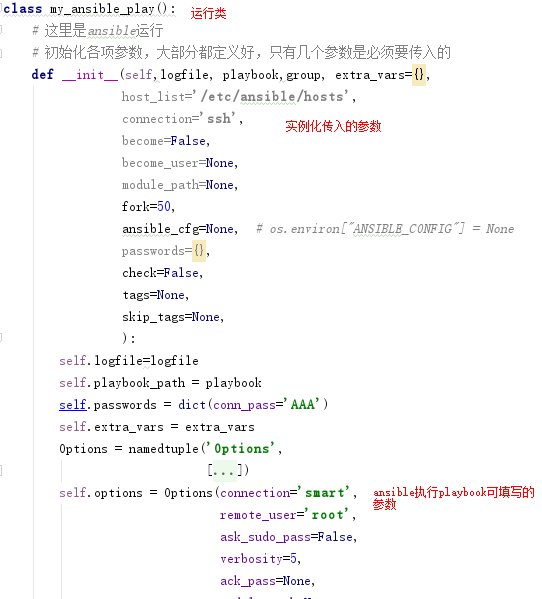 class my_ansible_play(): 运行类
# 这里是ansible运行
# 初始化各项参数，大部分都定义好，只有几个参数是必须要传入的
def __init__(self,logfile, playbook,group, extra_vars={},
host_list='/etc/ansible/hosts',
connection='ssh', 实例化传入的参数
become=False,
become_user=None,
module_path=None,
fork=50,
ansible_cfg=None, # os.environ["ANSIBLE_CONFIG"] = None
passwords={},
check=False,
tags=None,
skip_tags=None,
):
self.logfile=logfile
self.playbook_path = playbook
self.passwords = dict(conn_pass='AAA')
self.extra_vars = extra_vars
Options = namedtuple('Options',
[...])
self.options = Options(connection='smart', ansible执行playbook可填写的
参数
remote_user='root',
ask_sudo_pass=False,
verbosity=5,
ack_pass=None,